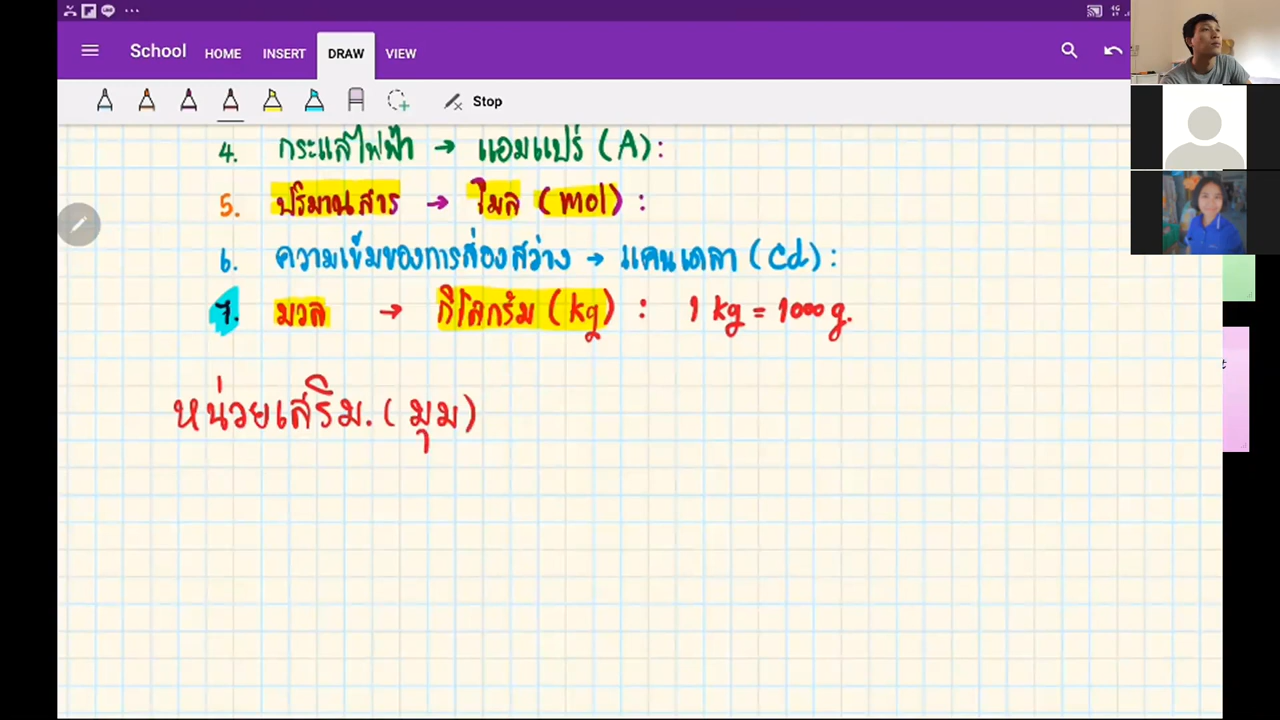 4G
School HOME INSERT DRAW VIEW
Stop
4. กระแสไฟฟ้า → แอมแปร์ (A):
5. ปริมาณสาร → โมล (mol) :
6. ความเข้มของการส่องสว่าง → แคนเดลา (Cd) :
7. มวล → กิโลกรัม (kg) : 1 kg = 1000 g.
หน่วยเสริม. (มุม)
t